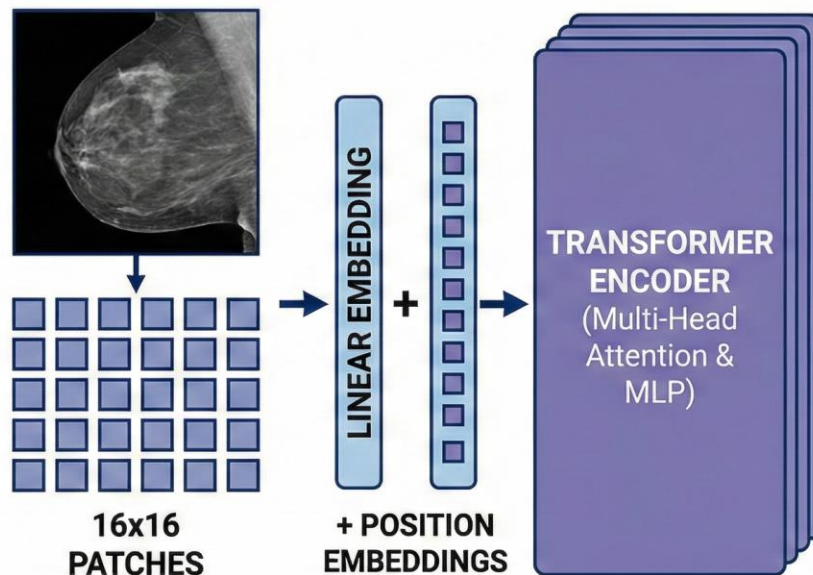 16x16
PATCHES
LINEAR EMBEDDING
+
+ POSITION
EMBEDDINGS
TRANSFORMER
ENCODER
(Multi-Head
Attention &
MLP)